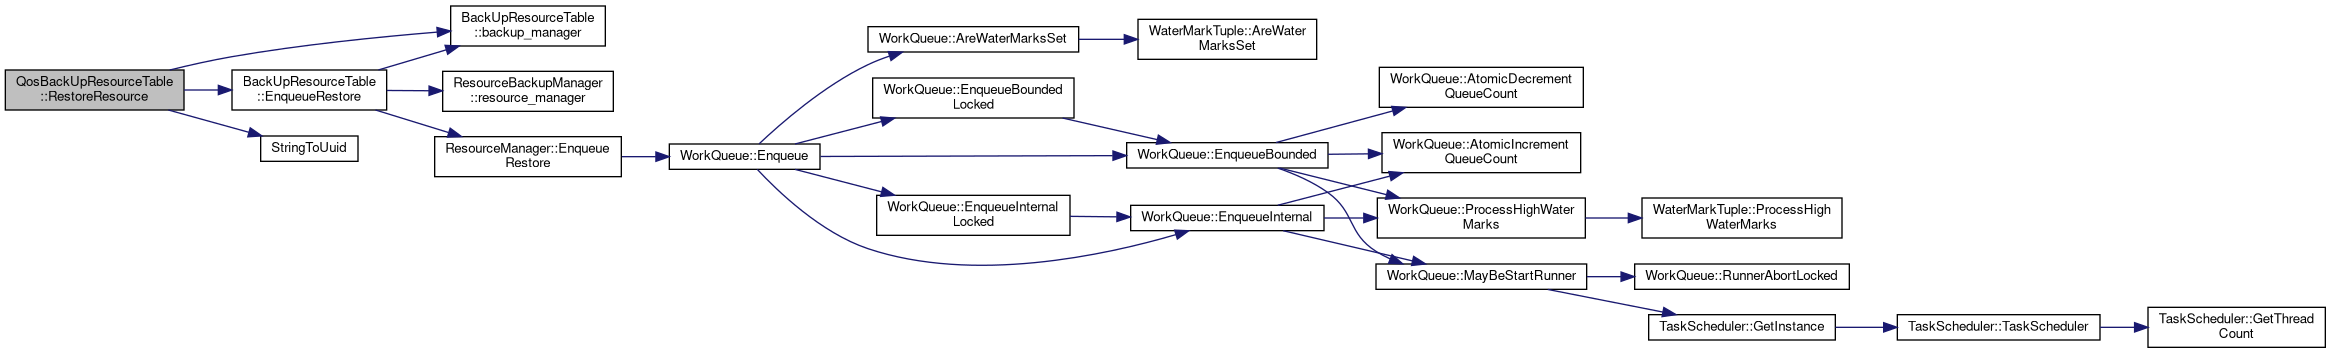 QosBackUpResourceTable
::RestoreResource
BackUpResourceTable
::backup_manager
BackUpResourceTable
::EnqueueRestore
ResourceBackupManager
::resource_manager
StringToUuid
ResourceManager::Enqueue
Restore
WorkQueue::Enqueue
WorkQueue::AreWaterMarksSet
WaterMarkTuple::AreWater
MarksSet
WorkQueue::EnqueueBounded
Locked
WorkQueue::EnqueueBounded
WorkQueue::EnqueueInternal
Locked
WorkQueue::EnqueueInternal
WorkQueue::AtomicDecrement
QueueCount
WorkQueue::AtomicIncrement
QueueCount
WorkQueue::ProcessHighWater
Marks
WaterMarkTuple::ProcessHigh
WaterMarks
WorkQueue::MayBeStartRunner
WorkQueue::RunnerAbortLocked
TaskScheduler::GetInstance
TaskScheduler::TaskScheduler
TaskScheduler::GetThread
Count